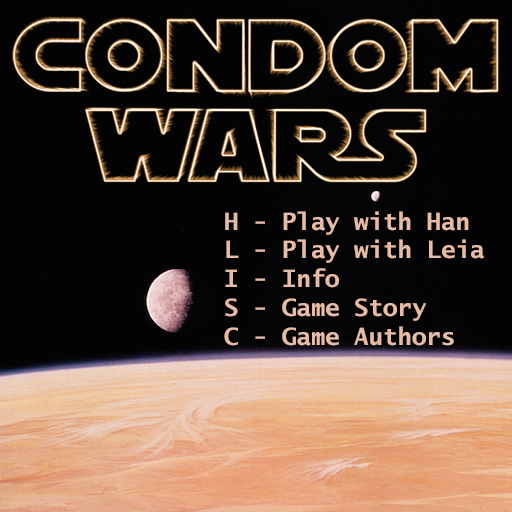 CONDOM
WARS
H - Play with Han
L - Play with Leia
I - Info
S - Game Story
C - Game Authors